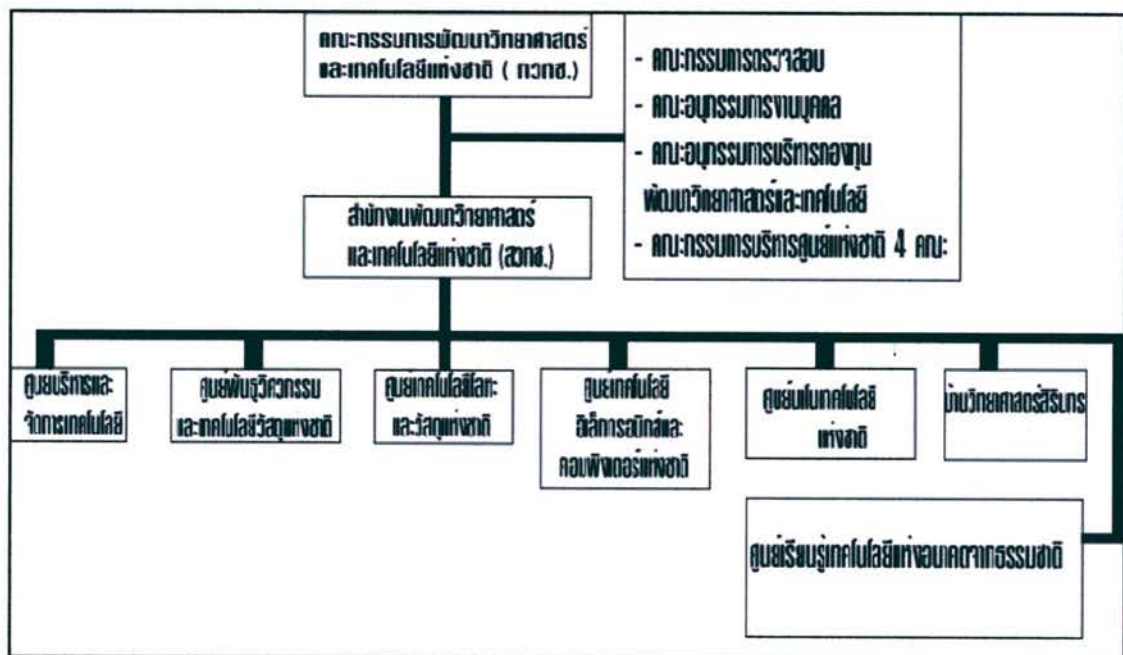 คณะกรรมการพัฒนาวิทยาศาสตร์
และเทคโนโลยีแห่งชาติ ( กวทช.)
- คณะกรรมการตรวจสอบ
- คณะอนุกรรมการงานบุคคล
- คณะอนุกรรมการบริหารกองทุน
พัฒนาวิทยาศาสตร์และเทคโนโลยี
- คณะกรรมการบริหารศูนย์แห่งชาติ 4 คณะ
สำนักงานพัฒนาวิทยาศาสตร์
และเทคโนโลยีแห่งชาติ (สวทช.)
ศูนย์บริหารและ
จัดการเทคโนโลยี
ศูนย์พันธุวิศวกรรม
และเทคโนโลยีวัสดุแห่งชาติ
ศูนย์เทคโนโลยีโลหะ
และวัสดุแห่งชาติ
ศูนย์เทคโนโลยี
อิเล็กทรอนิกส์และ
คอมพิวเตอร์แห่งชาติ
ศูนย์นาโนเทคโนโลยี
แห่งชาติ
บ้านวิทยาศาสตร์สิรินธร
ศูนย์เรียนรู้เทคโนโลยีแห่งอนาคตจากธรรมชาติ